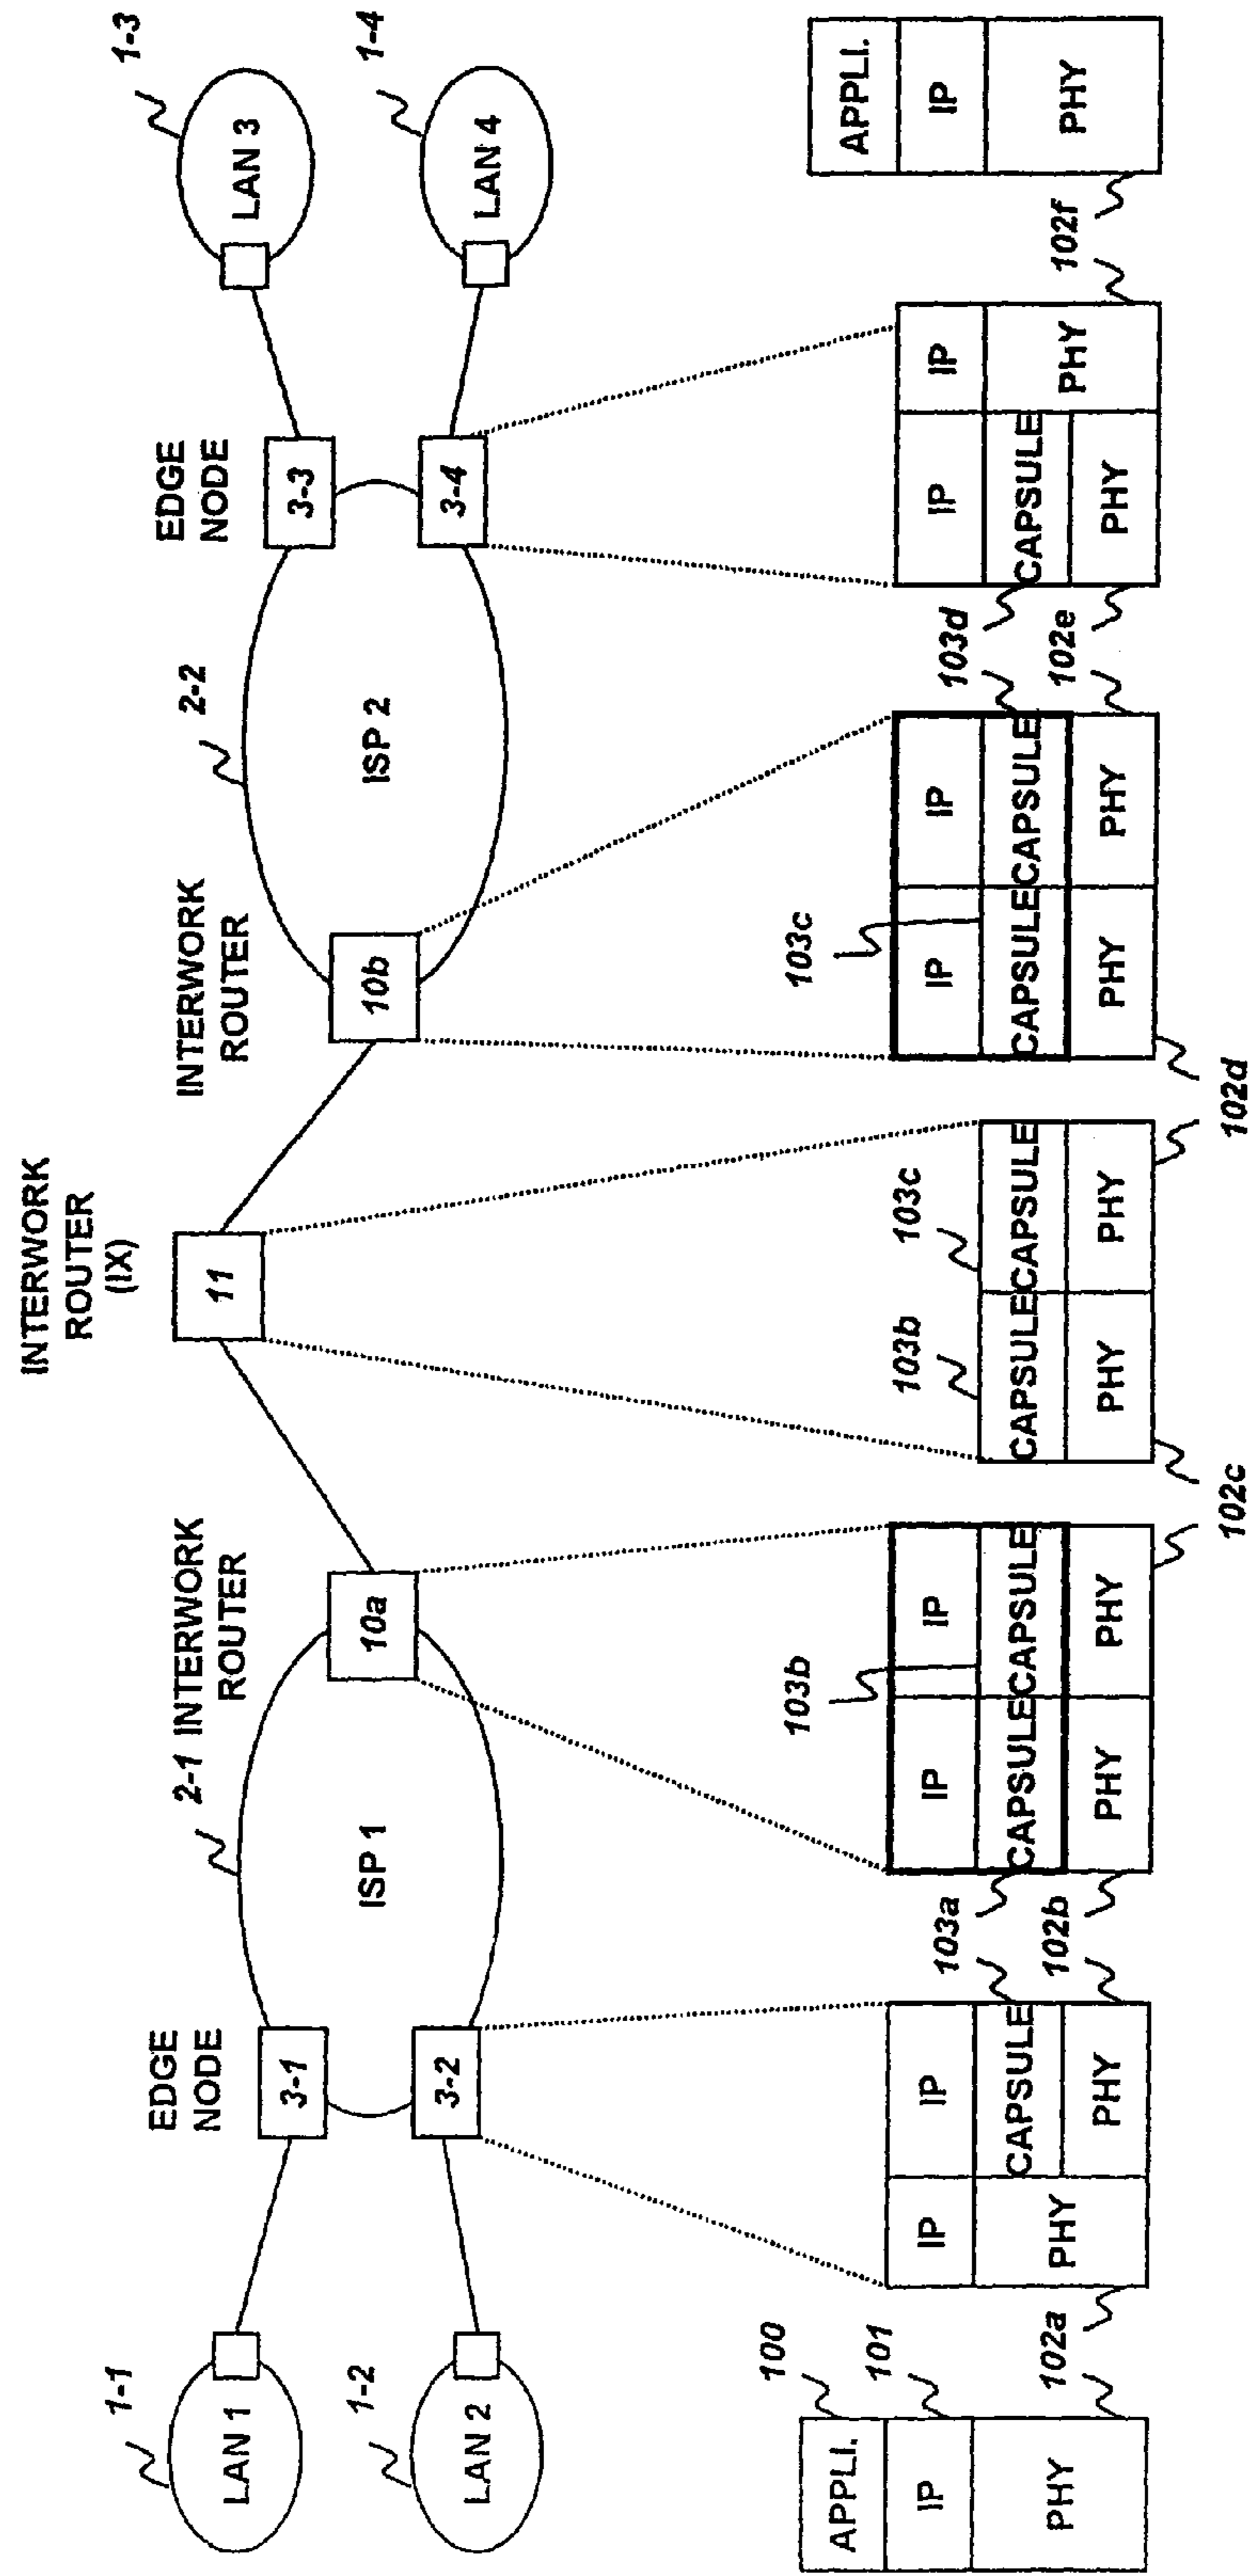 INTERWORK
ROUTER
(IX)
11
EDGE
NODE
2-1 INTERWORK
ROUTER
INTERWORK
ROUTER
2-2
EDGE
NODE
1-1
LAN 1
3-1
ISP 1
10a
10b
ISP 2
3-3
LAN 3
1-3
1-2
LAN 2
3-2
3-4
LAN 4
1-4
100
APPLI.
101
IP
102a
PHY
IP
IP
PHY
CAPSULE
PHY
103a
102b
103b
IP
IP
CAPSULE
CAPSULE
PHY
PHY
102c
103b
103c
CAPSULE
CAPSULE
PHY
PHY
102d
103c
IP
IP
CAPSULE
CAPSULE
PHY
PHY
103d
102e
IP
IP
CAPSULE
PHY
PHY
102f
APPLI.
IP
PHY